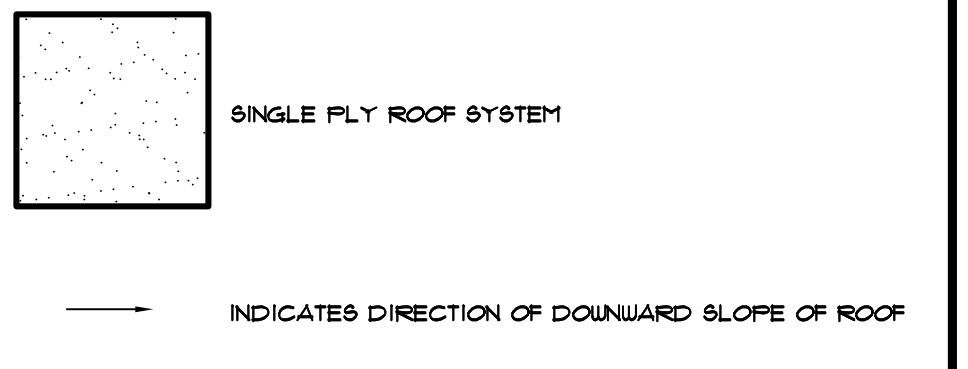 SINGLE PLY ROOF SYSTEM
INDICATES DIRECTION OF DOWNWARD SLOPE OF ROOF